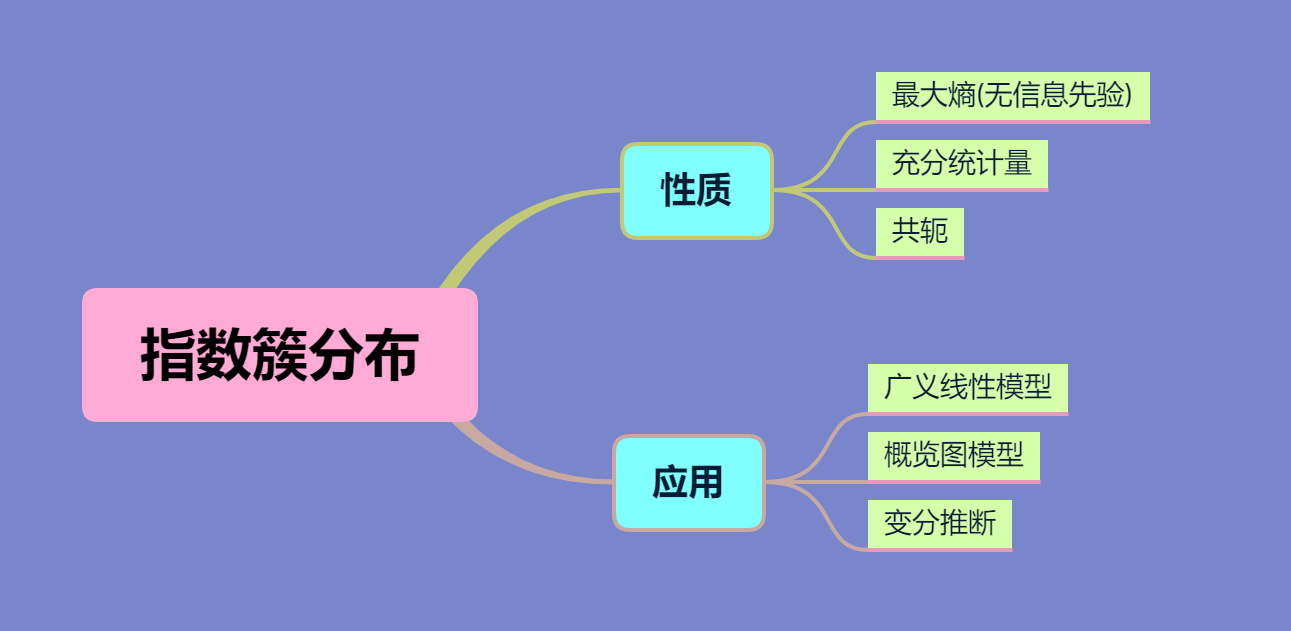 指数簇分布
性质
最大熵(无信息先验)
充分统计量
共轭
应用
广义线性模型
概览图模型
变分推断